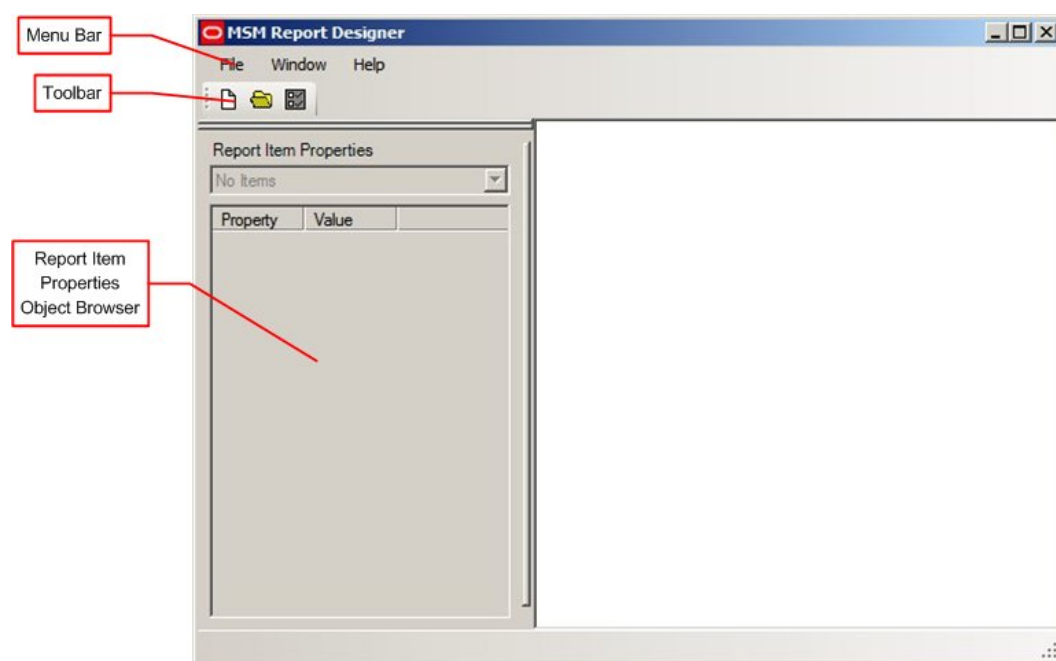 Menu Bar
MSM Report Designer
File Window Help
Toolbar
Report Item Properties
No Items
Property Value
Report Item
Properties
Object Browser